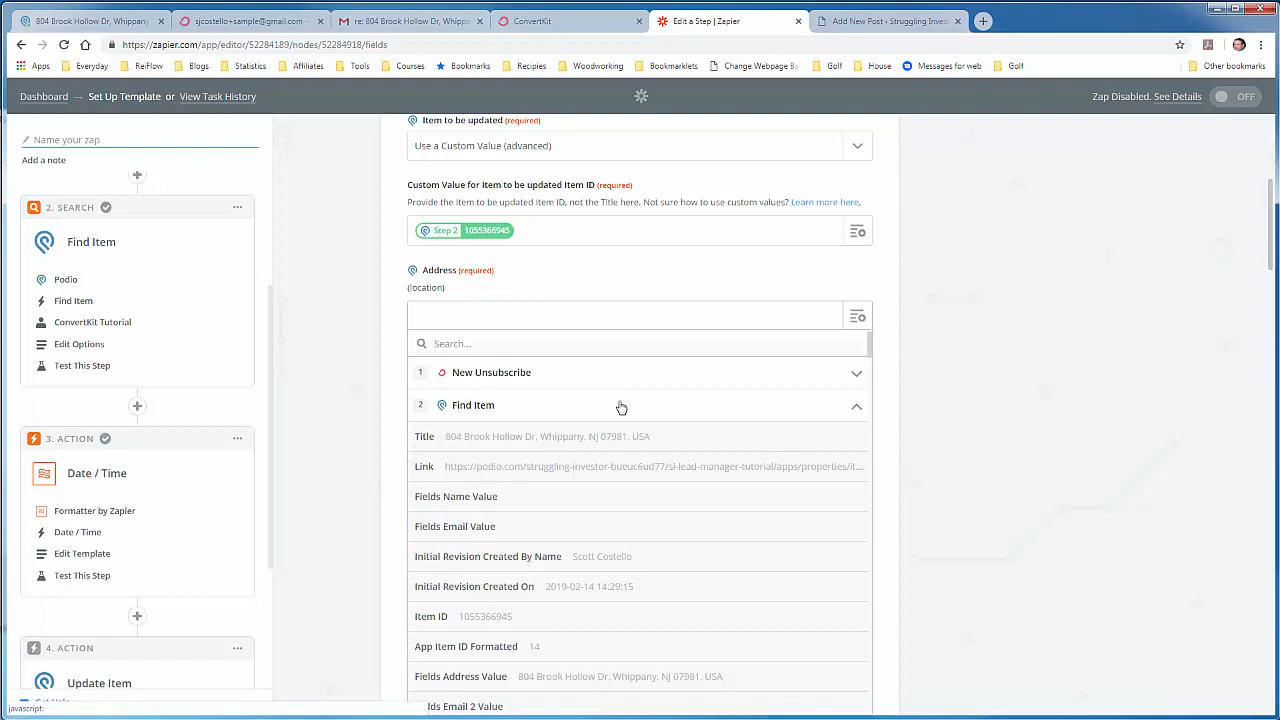 804 Brook Hollow Dr, Whippany, × sjcostello+sample@gmail.com - × re: 804 Brook Hollow Dr, Whippe × ConvertKit × Edit a Step | Zapier × Add New Post ‹ Struggling Invest ×
https://zapier.com/app/editor/52284189/nodes/52284918/fields
Apps Everyday ReiFlow Blogs Statistics Affiliates Tools Courses Bookmarks Recipies Woodworking Bookmarklets Change Webpage Ba Golf House Messages for web Golf Other bookmarks
Dashboard → Set Up Template or View Task History
Zap Disabled. See Details OFF
Name your zap
Add a note
2. SEARCH
Find Item
Podio
Find Item
ConvertKit Tutorial
Edit Options
Test This Step
3. ACTION
Date / Time
Formatter by Zapier
Date / Time
Edit Template
Test This Step
4. ACTION
Update Item
javascript:
Item to be updated (required)
Use a Custom Value (advanced)
Custom Value for Item to be updated Item ID (required)
Provide the Item to be updated Item ID, not the Title here. Not sure how to use custom values? Learn more here.
Step 2 1055366945
Address (required)
(location)
Search...
1 New Unsubscribe
2 Find Item
Title 804 Brook Hollow Dr, Whippany, NJ 07981, USA
Link https://podio.com/struggling-investor-bueuc6ud77/si-lead-manager-tutorial/apps/properties/it...
Fields Name Value
Fields Email Value
Initial Revision Created By Name Scott Costello
Initial Revision Created On 2019-02-14 14:29:15
Item ID 1055366945
App Item ID Formatted 14
Fields Address Value 804 Brook Hollow Dr, Whippany, NJ 07981, USA
lds Email 2 Value